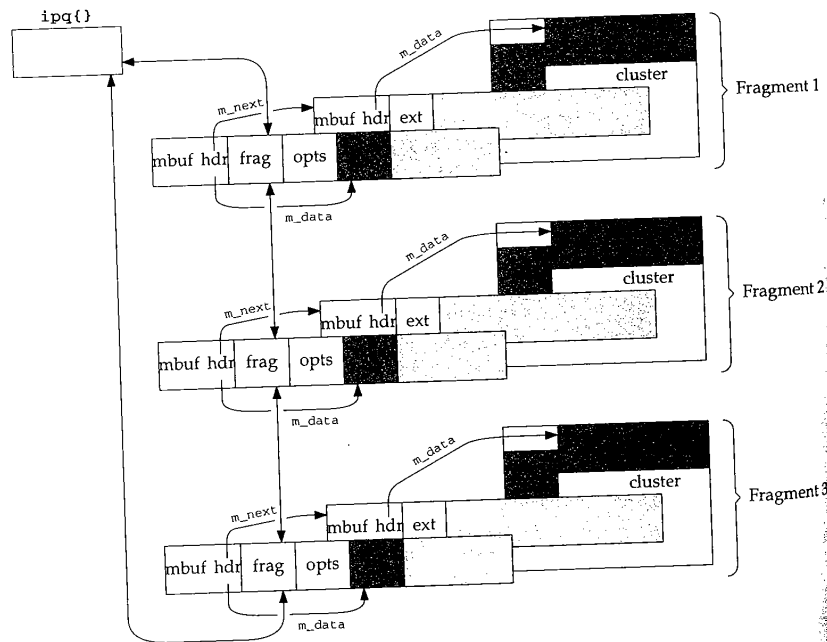 ipq{}
m_data
cluster
Fragment 1
m_next
mbuf hdr ext
mbuf hdr frag opts
m_data
m_data
cluster
Fragment 2
m_next
mbuf hdr ext
mbuf hdr frag opts
m_data
m_data
cluster
Fragment 3
m_next
mbuf hdr ext
mbuf hdr frag opts
m_data